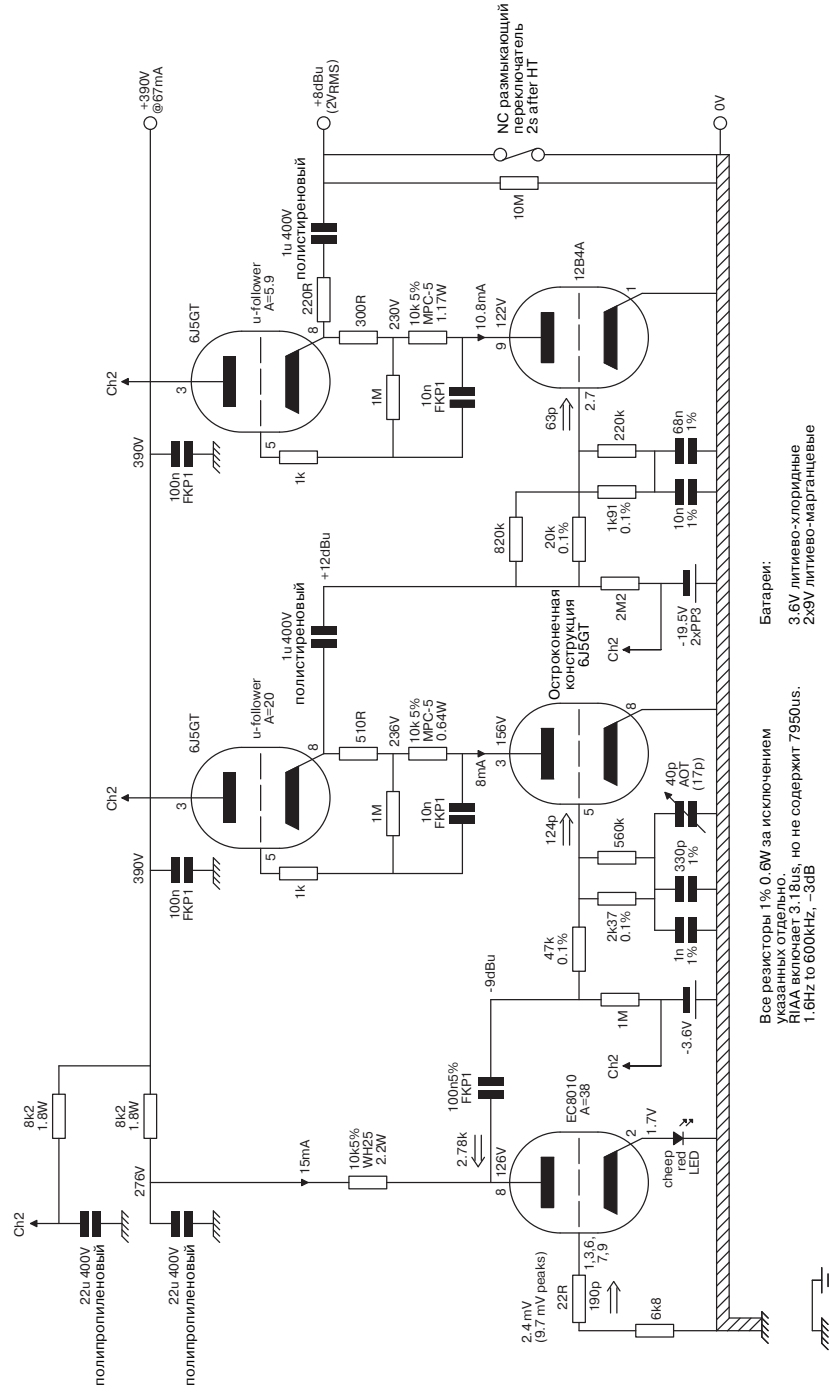 Ch2
22u 400V
полипропиленовый
22u 400V
полипропиленовый
8k2
1.8W
8k2
1.8W
276V
15mA
10k5%
WH25
2.2W
2.78k
8
126V
EC8010
A=38
2
1.7V
cheep
red
LED
1,3,6,
7,9
2.4 mV
(9.7 mV peaks)
22R
190p
6k8
100n5%
FKP1
-9dBu
1M
Ch2
-3.6V
47k
0.1%
2k37
0.1%
560k
1n
1%
330p
1%
40p
AOT
(17p)
124p
5
390V
100n
FKP1
Ch2
3
6J5GT
u-follower
A=20
5
8
1k
510R
236V
1M
10k 5%
MPC-5
0.64W
10n
FKP1
8mA
3
156V
Остроконечная
конструкция
6J5GT
8
1u 400V
полистиреновый
+12dBu
820k
20k
0.1%
2M2
Ch2
-19.5V
2xPP3
1k91
0.1%
220k
10n
1%
68n
1%
63p
2.7
390V
100n
FKP1
Ch2
3
6J5GT
u-follower
A=5.9
5
8
1k
220R
300R
230V
1M
10k 5%
MPC-5
1.17W
10n
FKP1
10.8mA
9
122V
12B4A
1
1u 400V
полистиреновый
10M
NC размыкающий
переключатель
2s after HT
+390V
@67mA
+8dBu
(2VRMS)
0V
Все резисторы 1% 0.6W за исключением
указанных отдельно.
RIAA включает 3.18us, но не содержит 7950us.
1.6Hz to 600kHz, –3dB
Батареи:
3.6V литиево-хлоридные
2x9V литиево-марганцевые